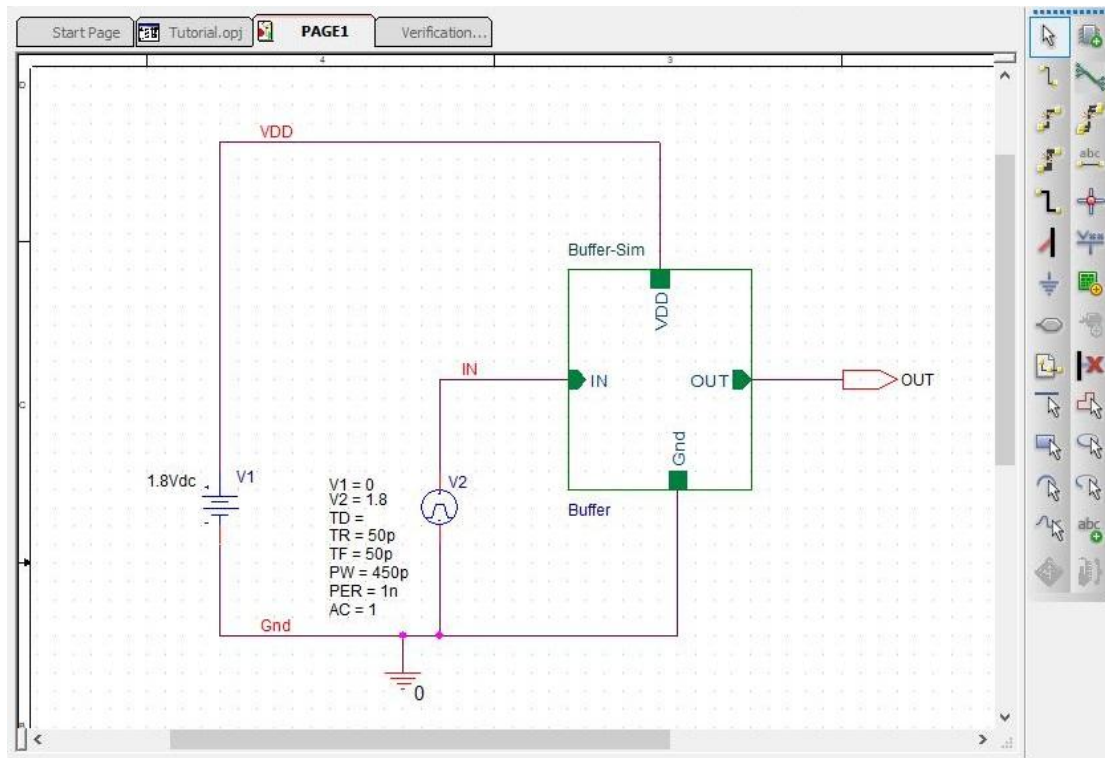 Start Page
Tutorial.opj
PAGE1
Verification...
4
3
D
VDD
Buffer-Sim
VDD
IN
IN
OUT
OUT
C
Gnd
1.8Vdc
V1
V1 = 0
V2 = 1.8
TD =
TR = 50p
TF = 50p
PW = 450p
PER = 1n
AC = 1
V2
Buffer
Gnd
0
abc
abc